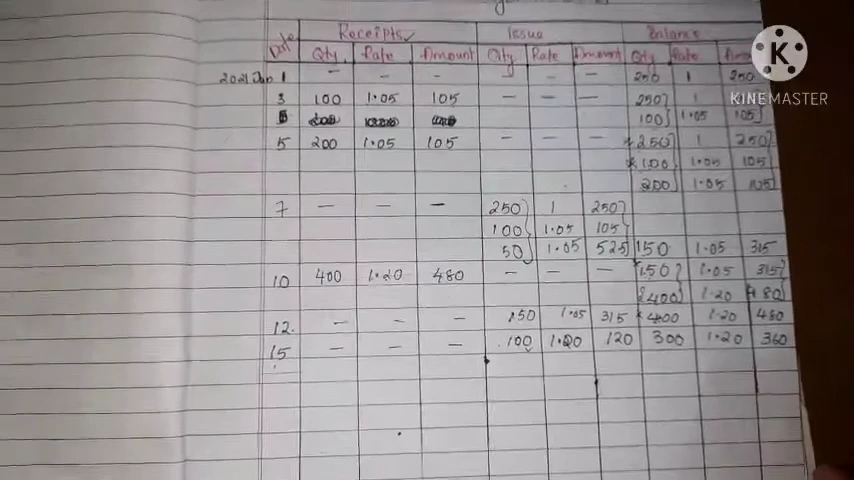 Receipts Issue Balance
Date Qty Rate Amount Qty Rate Amount Qty Rate
2021 Jan 1 - - - - - - 250 1 250
3 100 1.05 105 - - - 250 1
100 1.05 105
5 200 1.05 105 - - - 250 1 250
100 1.05 105
200 1.05 105
7 - - - 250 1 250
100 1.05 105
50 1.05 525 150 1.05 315
10 400 1.20 480 - - - 150 1.05 315
400 1.20 480
12. - - - 150 1.05 315 400 1.20 480
15 - - - 100 1.20 120 300 1.20 360
KINEMASTER